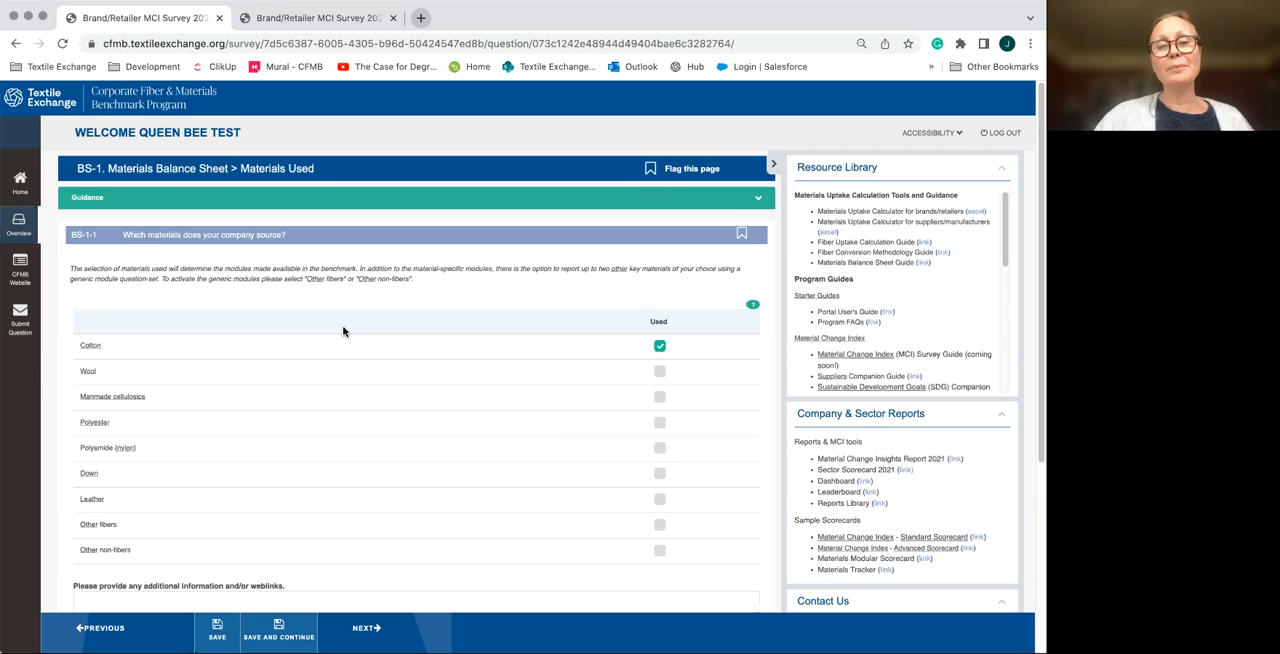 Brand/Retailer MCI Survey 202
Brand/Retailer MCI Survey 202
cfmb.textileexchange.org/survey/7d5c6387-6005-4305-b96d-50424547ed8b/question/073c1242e48944d49404bae6c3282764/
J
Textile Exchange
Development
ClikUp
Mural - CFMB
The Case for Degr...
Home
Textile Exchange...
Outlook
Hub
Login | Salesforce
»
Other Bookmarks
Textile Exchange
Corporate Fiber & Materials
Benchmark Program
WELCOME QUEEN BEE TEST
ACCESSIBILITY
LOG OUT
Home
Overview
CFMB
Website
Submit
Question
BS-1. Materials Balance Sheet > Materials Used
Flag this page
Guidance
BS-1-1 Which materials does your company source?
The selection of materials used will determine the modules made available in the benchmark. In addition to the material-specific modules, there is the option to report up to two other key materials of your choice using a
generic module question-set. To activate the generic modules please select "Other fibers" or "Other non-fibers".
?
Used
Cotton
Wool
Manmade cellulosics
Polyester
Polyamide (nylon)
Down
Leather
Other fibers
Other non-fibers
Please provide any additional information and/or weblinks.
PREVIOUS
SAVE
SAVE AND CONTINUE
NEXT
Resource Library
Materials Uptake Calculation Tools and Guidance
• Materials Uptake Calculator for brands/retailers (excel)
• Materials Uptake Calculator for suppliers/manufacturers
(excel)
• Fiber Uptake Calculation Guide (link)
• Fiber Conversion Methodology Guide (link)
• Materials Balance Sheet Guide (link)
Program Guides
Starter Guides
• Portal User's Guide (link)
• Program FAQs (link)
Material Change Index
• Material Change Index (MCI) Survey Guide (coming
soon!)
• Suppliers Companion Guide (link)
• Sustainable Development Goals (SDG) Companion
Company & Sector Reports
Reports & MCI tools
• Material Change Insights Report 2021 (link)
• Sector Scorecard 2021 (link)
• Dashboard (link)
• Leaderboard (link)
• Reports Library (link)
Sample Scorecards
• Material Change Index - Standard Scorecard (link)
• Material Change Index - Advanced Scorecard (link)
• Materials Modular Scorecard (link)
• Materials Tracker (link)
Contact Us